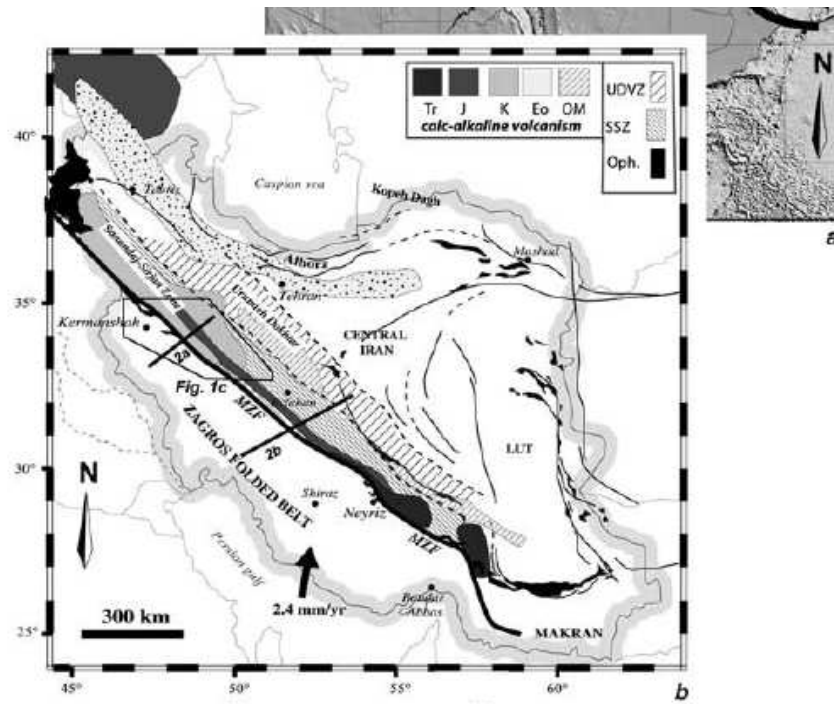 N
a
Tr J K Eo OM
calc-alkaline volcanism
UDVZ
SSZ
Oph.
40°
Caspian sea
Kopeh Dagh
Tabriz
Mashad
Alborz
Sanandaj-Sirjan Zone
Tehran
35°
Urumieh Dokhtar
Kermanshah
CENTRAL
IRAN
2a
Fig. 1c
MZF
2b
LUT
30°
ZAGROS FOLDED BELT
N
Shiraz
Neyriz
MZF
Persian gulf
2.4 mm/yr
Bandar
Abbas
300 km
MAKRAN
25°
45° 50° 55° 60°
b